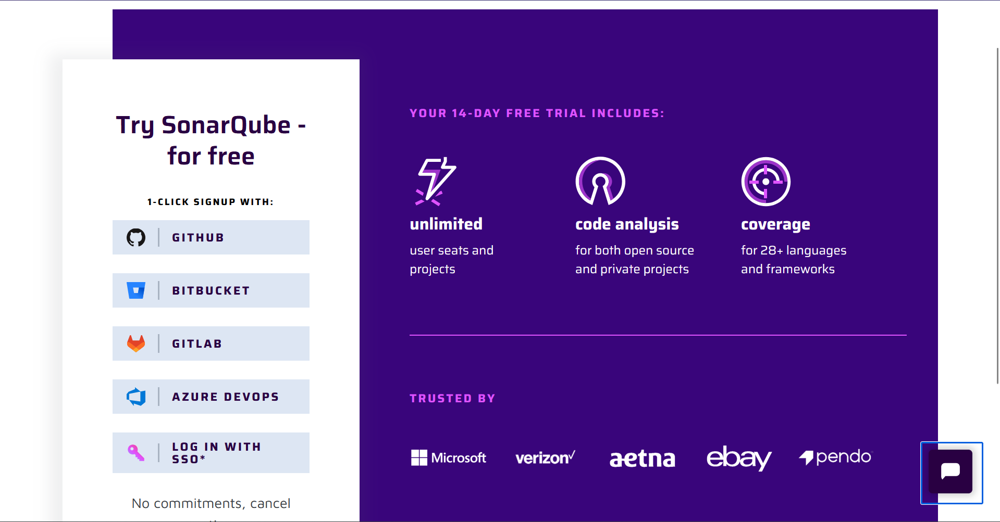 Try SonarQube -
for free
1-CLICK SIGNUP WITH:
GITHUB
BITBUCKET
GITLAB
AZURE DEVOPS
LOG IN WITH
SSO*
No commitments, cancel
YOUR 14-DAY FREE TRIAL INCLUDES:
unlimited
user seats and
projects
code analysis
for both open source
and private projects
coverage
for 28+ languages
and frameworks
TRUSTED BY
Microsoft
verizon✓
aetna
ebay
pendo